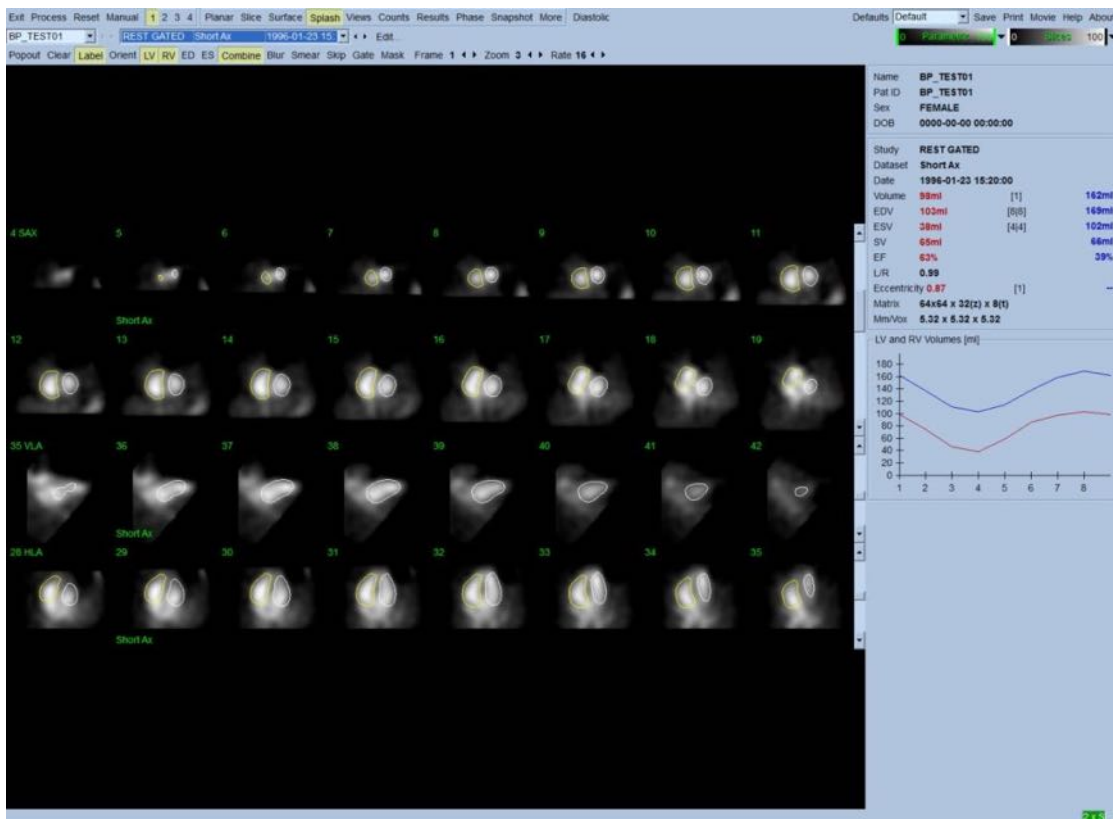 Exit Process Reset Manual 1 2 3 4 Planar Slice Surface Splash Views Counts Results Phase Snapshot More Diastolic Defaults Default Save Print Movie Help About
BP_TEST01 REST GATED Short Ax 1996-01-23 15: Edit... 0 Parametric 0 Slices 100
Popout Clear Label Orient LV RV ED ES Combine Blur Smear Skip Gate Mask Frame 1 Zoom 3 Rate 16
Name BP_TEST01
Pat ID BP_TEST01
Sex FEMALE
DOB 0000-00-00 00:00:00
Study REST GATED
Dataset Short Ax
Date 1996-01-23 15:20:00
Volume 98ml [1] 162ml
EDV 103ml [8|8] 169ml
ESV 38ml [4|4] 102ml
SV 65ml 66ml
EF 63% 39%
L/R 0.99
Eccentricity 0.87 [1] --
Matrix 64x64 x 32(z) x 8(t)
Mm/Vox 5.32 x 5.32 x 5.32
LV and RV Volumes [ml]
180
160
140
120
100
80
60
40
20
0
1 2 3 4 5 6 7 8
4 SAX 5 6 7 8 9 10 11
Short Ax
12 13 14 15 16 17 18 19
35 VLA 36 37 38 39 40 41 42
Short Ax
28 HLA 29 30 31 32 33 34 35
Short Ax
2 x S